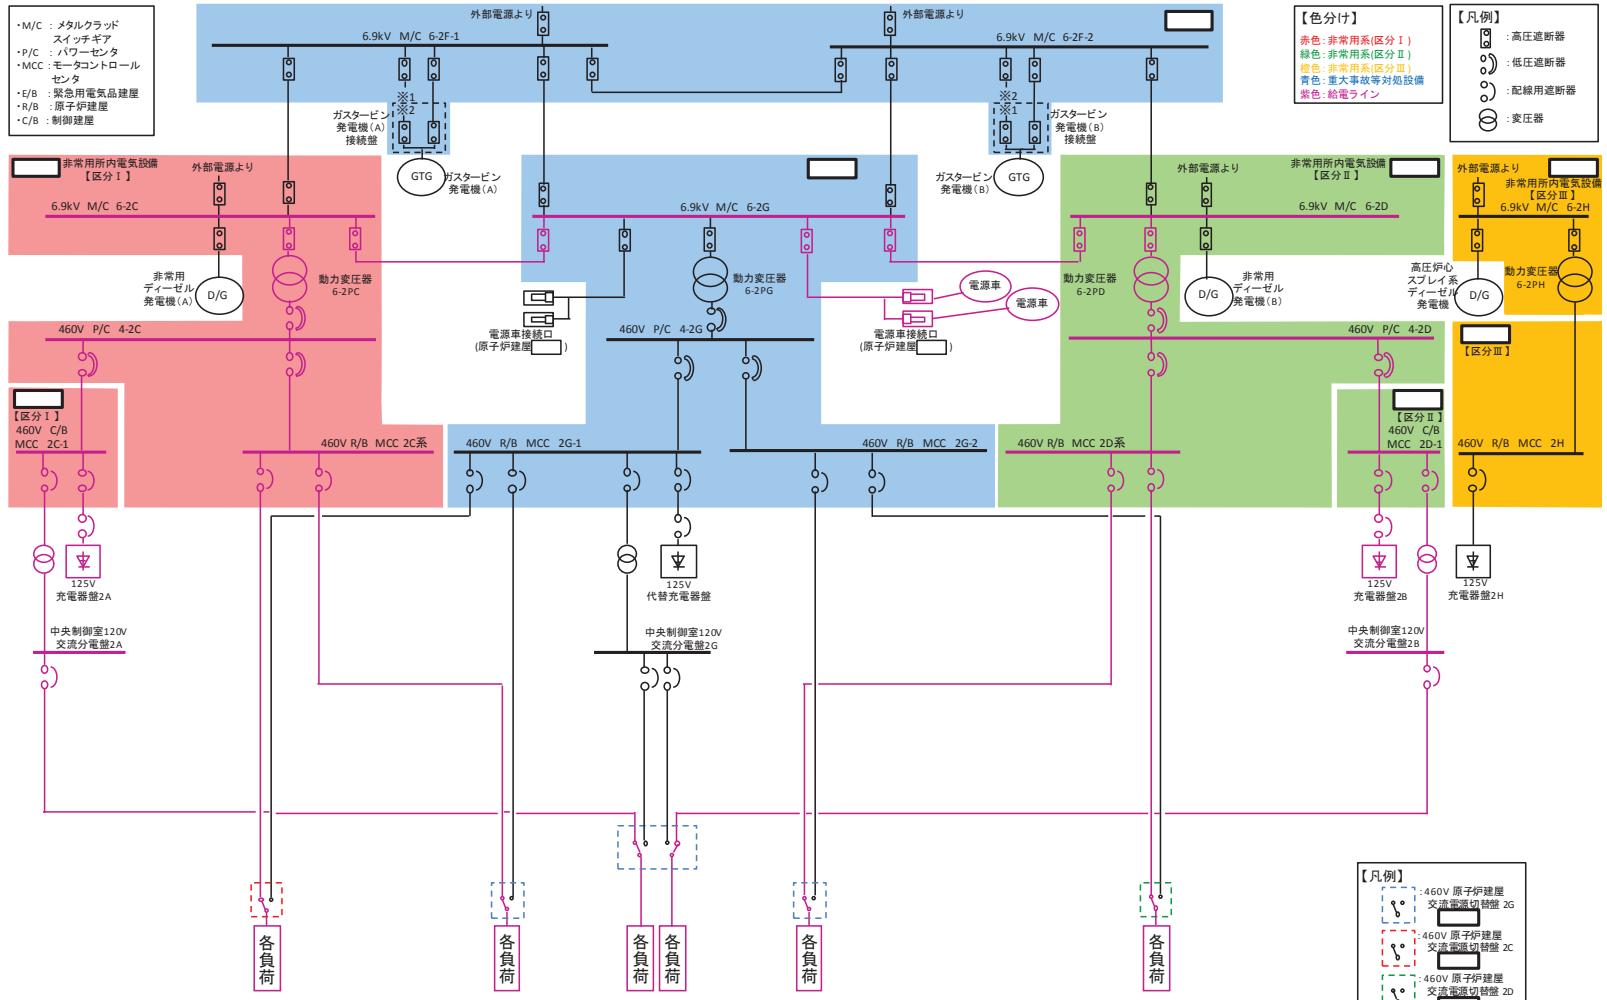 ・M/C ： メタルクラッド
スイッチギア
・P/C ： パワーセンタ
・MCC ：モータコントロール
センタ
・E/B ：緊急用電気品建屋
・R/B ：原子炉建屋
・C/B ：制御建屋
外部電源より
6.9kV M/C 6-2F-1
外部電源より
6.9kV M/C 6-2F-2
※1
※2
ガスタービン
発電機(A)
接続盤
GTG
ガスタービン
発電機(A)
※2
※1
ガスタービン
発電機(B)
接続盤
GTG
ガスタービン
発電機(B)
【色分け】
赤色：非常用系(区分Ⅰ)
緑色：非常用系(区分Ⅱ)
橙色：非常用系(区分Ⅲ)
青色：重大事故等対処設備
紫色：給電ライン
【凡例】
：高圧遮断器
：低圧遮断器
：配線用遮断器
：変圧器
非常用所内電気設備
【区分Ⅰ】
外部電源より
6.9kV M/C 6-2C
非常用
ディーゼル
発電機(A)
D/G
動力変圧器
6-2PC
460V P/C 4-2C
【区分Ⅰ】
460V C/B
MCC 2C-1
460V R/B MCC 2C系
6.9kV M/C 6-2G
動力変圧器
6-2PG
電源車接続口
(原子炉建屋 )
460V P/C 4-2G
電源車
電源車
電源車接続口
(原子炉建屋 )
460V R/B MCC 2G-1
460V R/B MCC 2G-2
外部電源より
非常用所内電気設備
【区分Ⅱ】
6.9kV M/C 6-2D
動力変圧器
6-2PD
D/G
非常用
ディーゼル
発電機(B)
460V P/C 4-2D
【区分Ⅱ】
460V C/B
MCC 2D-1
460V R/B MCC 2D系
外部電源より
非常用所内電気設備
【区分Ⅲ】
6.9kV M/C 6-2H
高圧炉心
スプレイ系
ディーゼル
発電機
D/G
動力変圧器
6-2PH
【区分Ⅲ】
460V R/B MCC 2H
125V
充電器盤2A
125V
代替充電器盤
125V
充電器盤2B
125V
充電器盤2H
中央制御室120V
交流分電盤2A
中央制御室120V
交流分電盤2G
中央制御室120V
交流分電盤2B
各負荷
各負荷
各負荷
各負荷
各負荷
各負荷
【凡例】
：460V 原子炉建屋
交流電源切替盤 2G
：460V 原子炉建屋
交流電源切替盤 2C
：460V 原子炉建屋
交流電源切替盤 2D